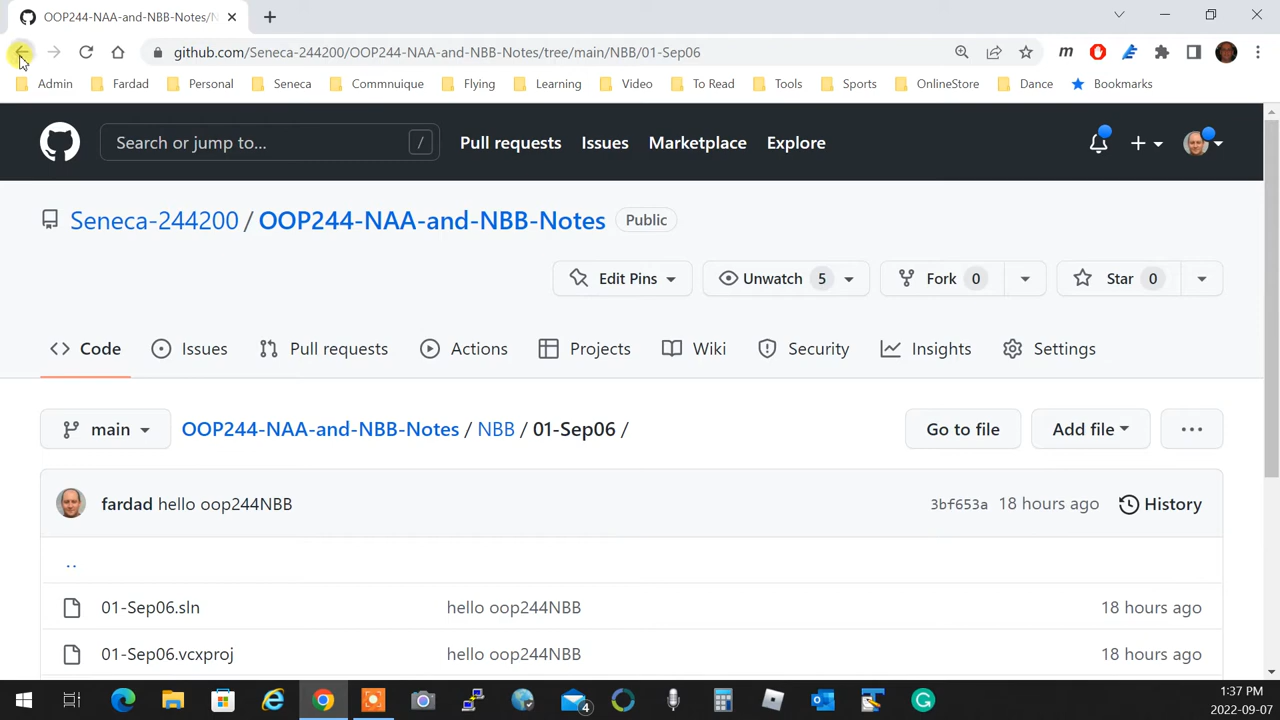 OOP244-NAA-and-NBB-Notes/N
github.com/Seneca-244200/OOP244-NAA-and-NBB-Notes/tree/main/NBB/01-Sep06
m
Admin Fardad Personal Seneca Commnuique Flying Learning Video To Read Tools Sports OnlineStore Dance Bookmarks
Search or jump to... / Pull requests Issues Marketplace Explore
Seneca-244200 / OOP244-NAA-and-NBB-Notes Public
Edit Pins Unwatch 5 Fork 0 Star 0
Code Issues Pull requests Actions Projects Wiki Security Insights Settings
main OOP244-NAA-and-NBB-Notes / NBB / 01-Sep06 / Go to file Add file ...
fardad hello oop244NBB 3bf653a 18 hours ago History
..
01-Sep06.sln hello oop244NBB 18 hours ago
01-Sep06.vcxproj hello oop244NBB 18 hours ago
4
1:37 PM
2022-09-07